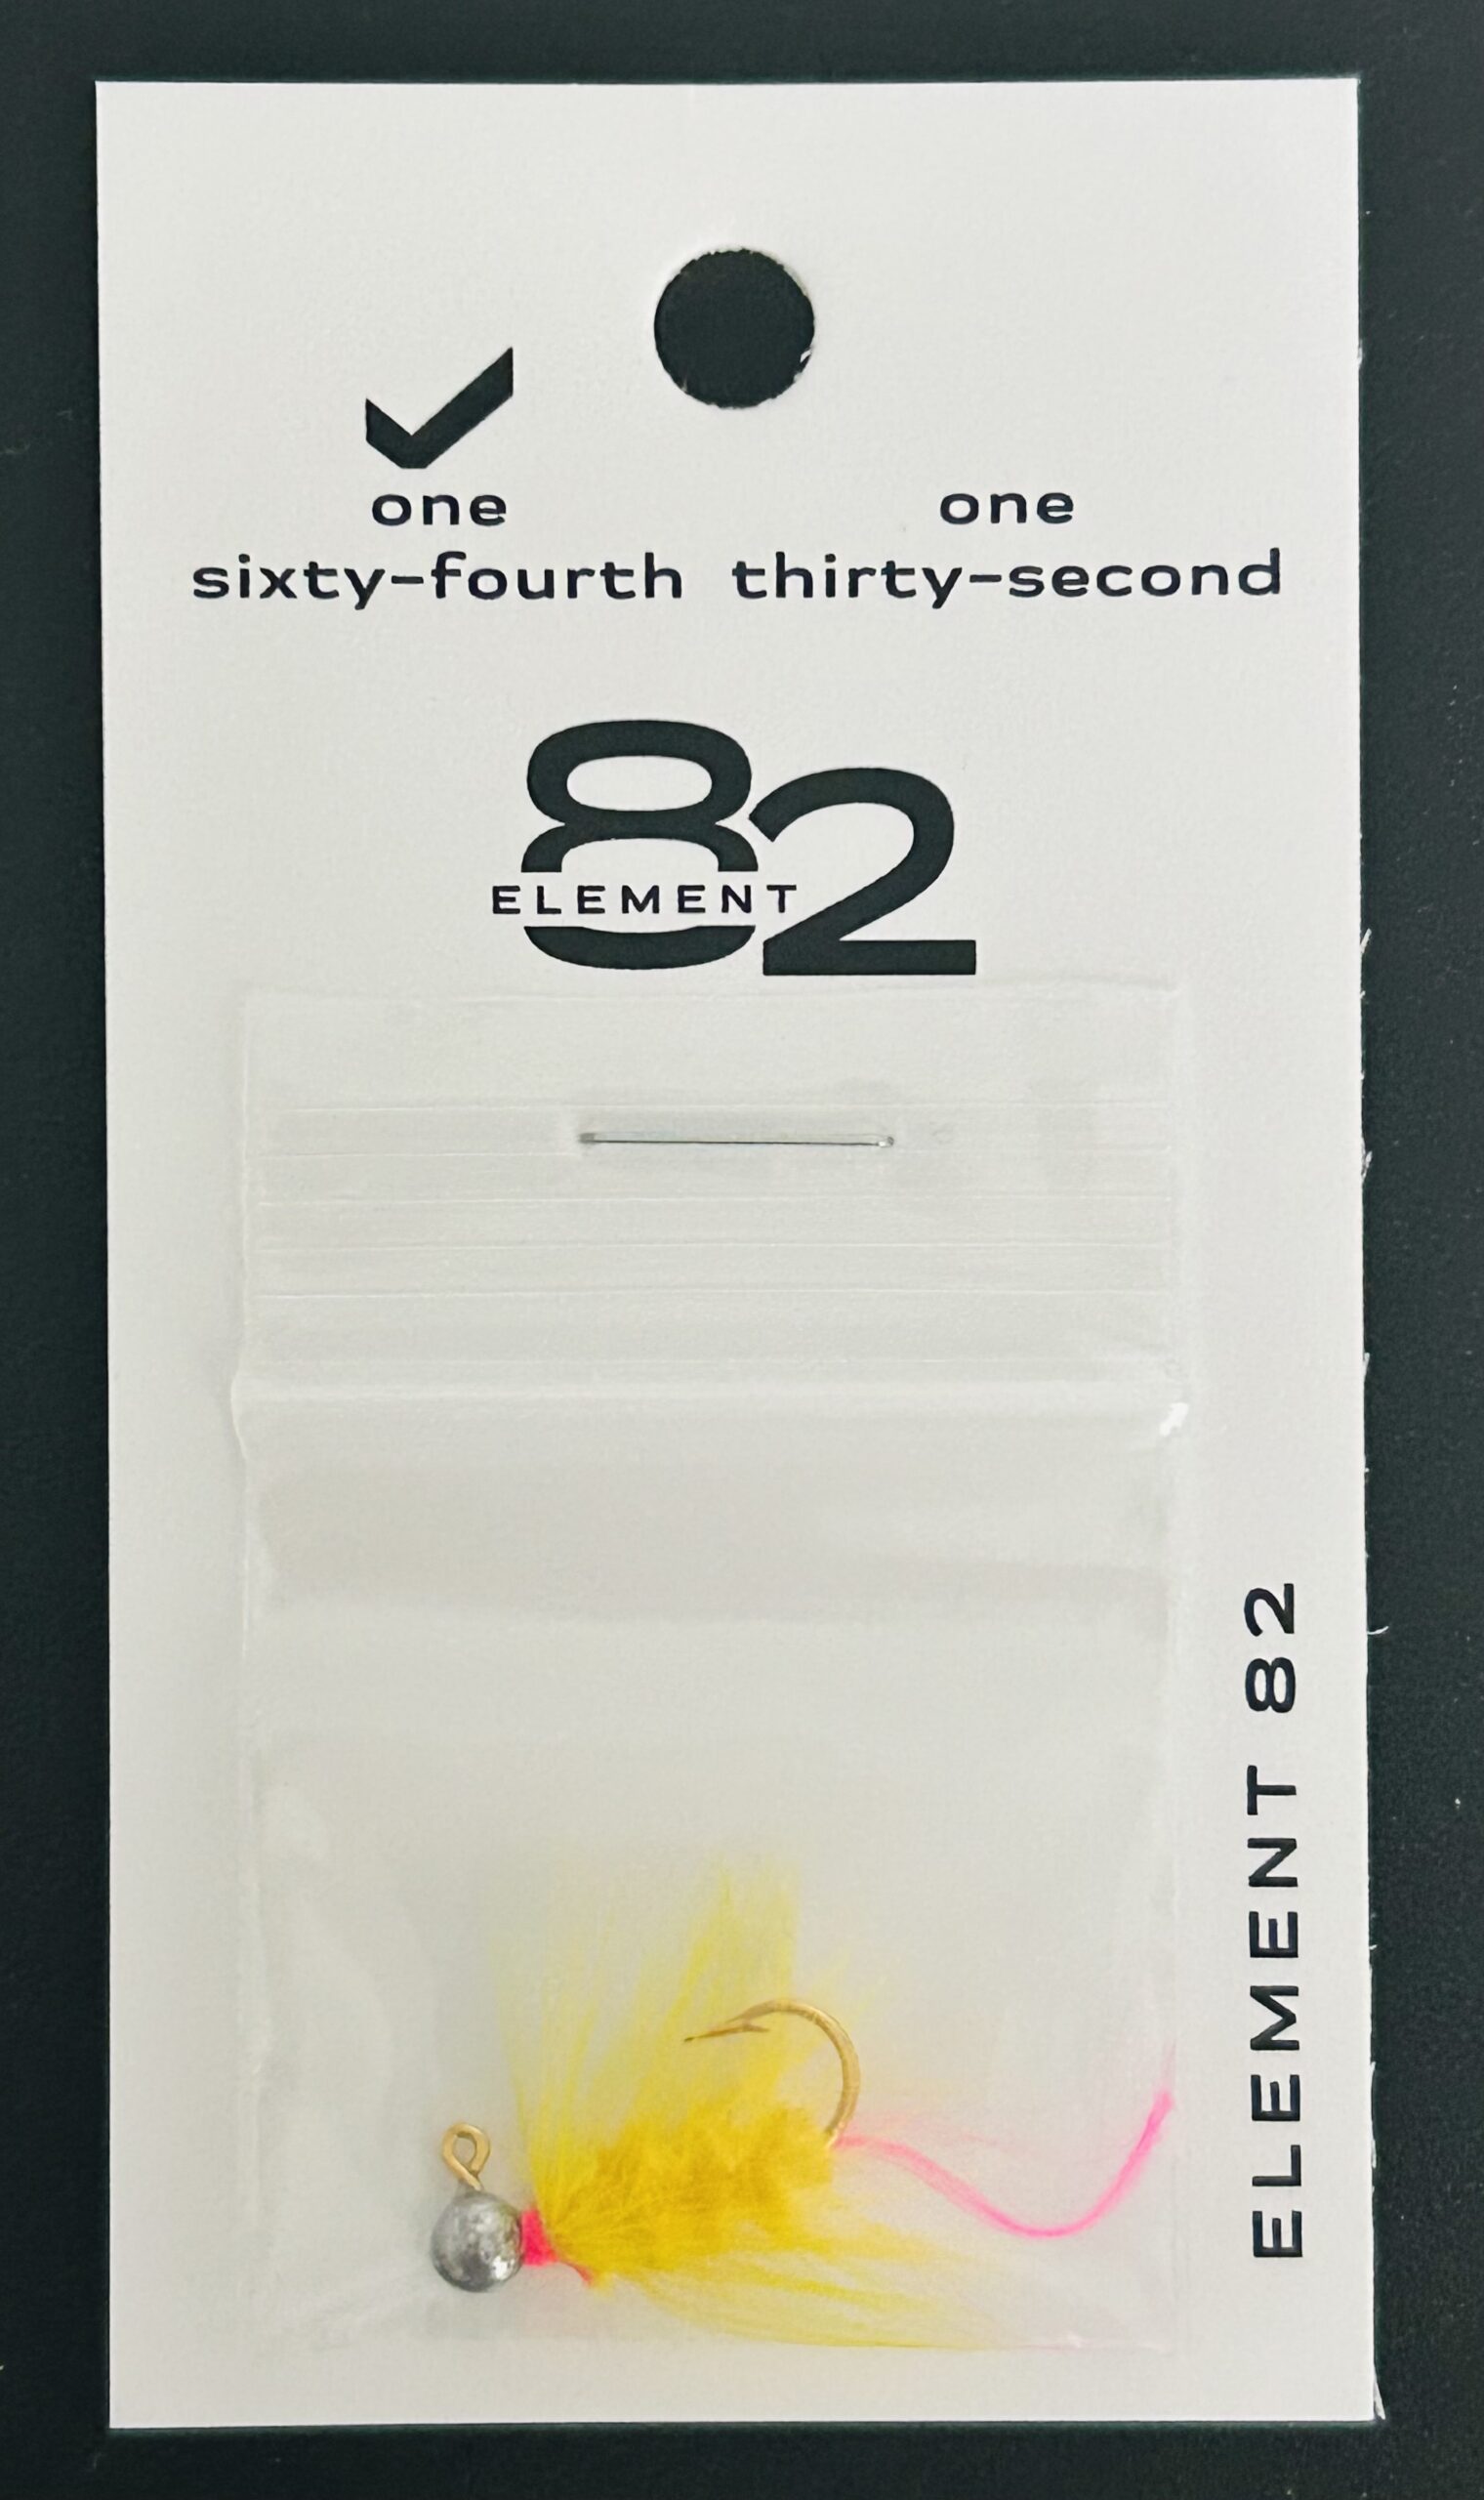 one
sixty-fourth
one
thirty-second
82
ELEMENT
ELEMENT 82